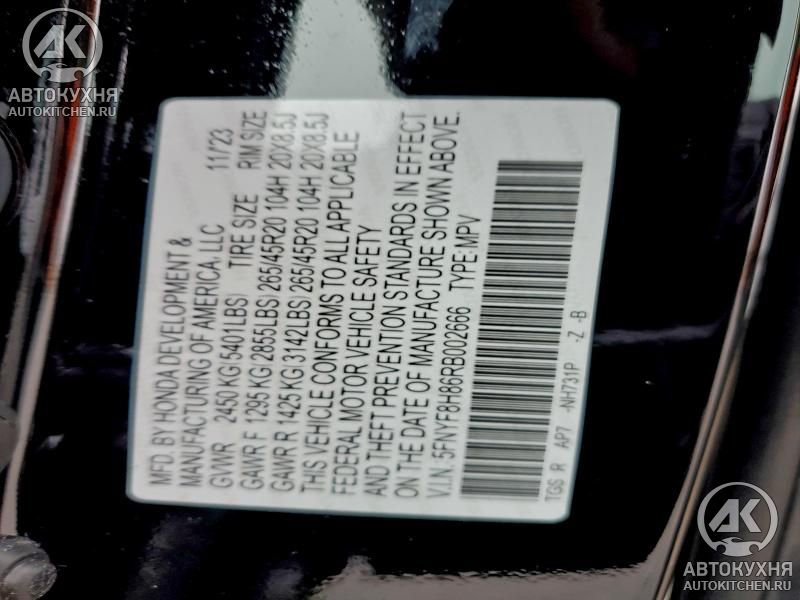 AK
АВТОКУХНЯ
AUTOKITCHEN.RU
MFD. BY HONDA DEVELOPMENT &
MANUFACTURING OF AMERICA, LLC 11/23
GVWR 2450 KG(5401LBS) TIRE SIZE RIM SIZE
GAWR F 1295 KG(2855LBS) 265/45R20 104H 20X8.5J
GAWR R 1425 KG(3142LBS) 265/45R20 104H 20X8.5J
THIS VEHICLE CONFORMS TO ALL APPLICABLE
FEDERAL MOTOR VEHICLE SAFETY
AND THEFT PREVENTION STANDARDS IN EFFECT
ON THE DATE OF MANUFACTURE SHOWN ABOVE.
V.I.N. 5FNYF8H86RB002666 TYPE:MPV
TGS R AP7 -NH731P -Z -B
AK
АВТОКУХНЯ
AUTOKITCHEN.RU